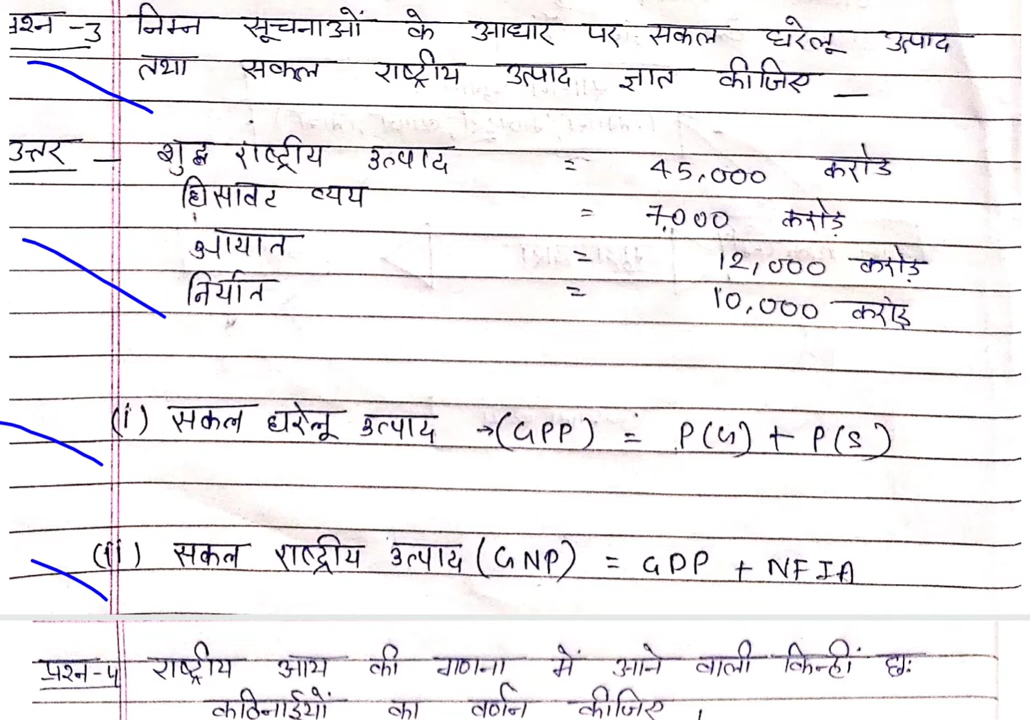 प्रश्न -3 निम्न सूचनाओं के आधार पर सकल घरेलू उत्पाद
तथा सकल राष्ट्रीय उत्पाद ज्ञात कीजिए _
उत्तर - शुद्ध राष्ट्रीय उत्पाद = 45,000 करोड
घिसावट व्यय = 7,000 करोड़
आयात = 12,000 करोड़
निर्यात = 10,000 करोड़
(i) सकल घरेलू उत्पाद →(GPP) = P(G) + P(S)
(ii) सकल राष्ट्रीय उत्पाद (GNP) = GDP + NFIA
प्रश्न-4 राष्ट्रीय आय की गणना में आने वाली किन्हीं छः
कठिनाईयों का वर्णन कीजिए ।